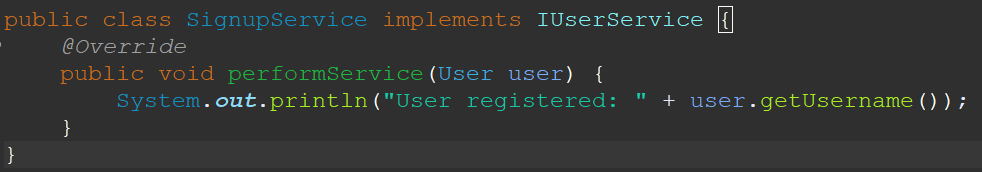 public class SignupService implements IUserService {
    @Override
    public void performService(User user) {
        System.out.println("User registered: " + user.getUsername());
    }
}